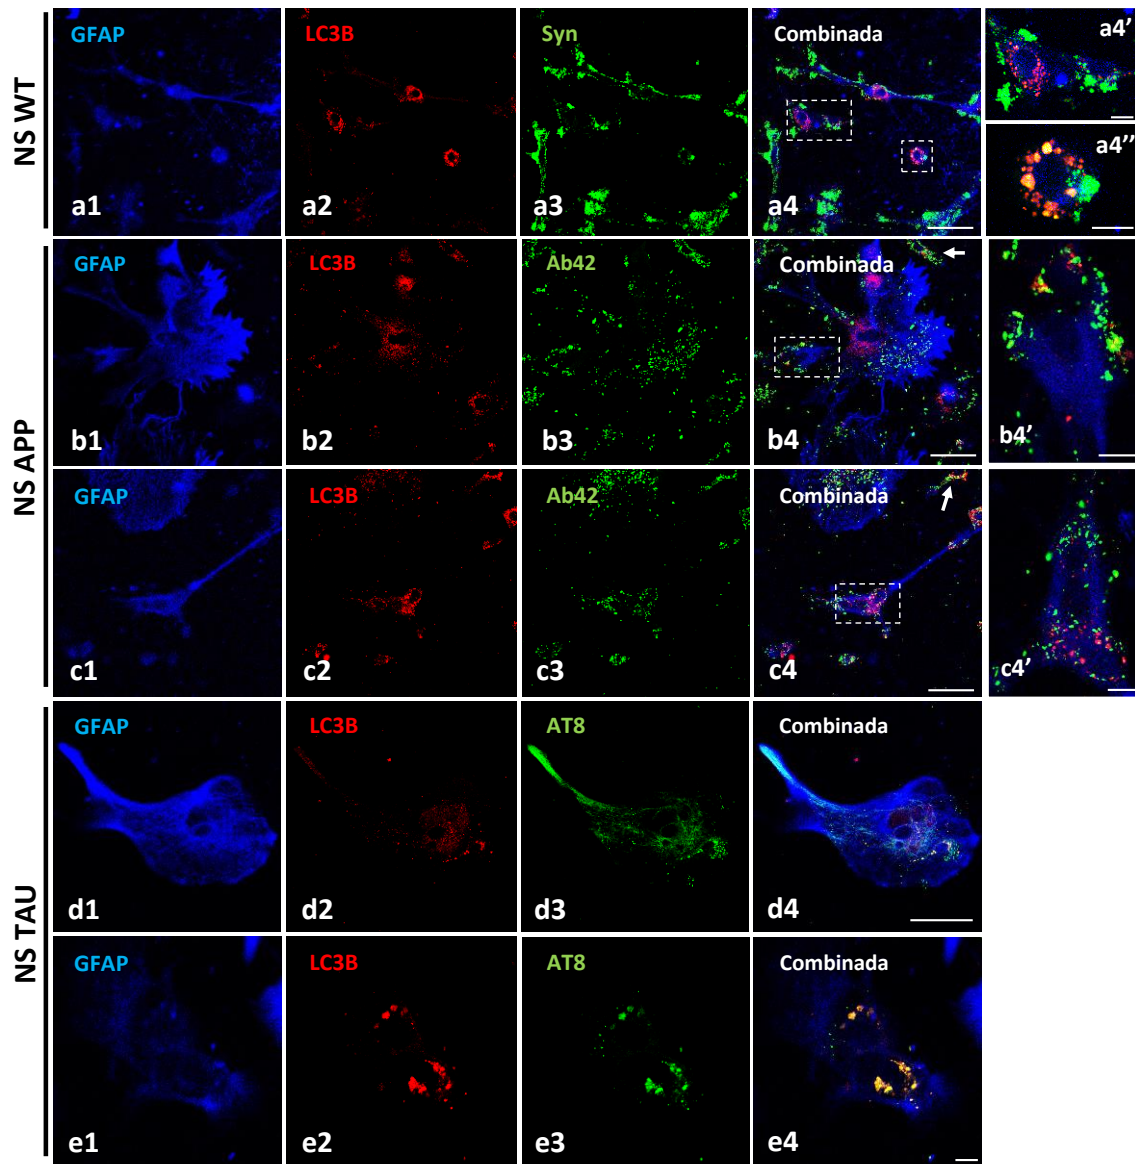 NS WT
GFAP
LC3B
Syn
Combinada
a4'
a1
a2
a3
a4
a4''
NS APP
GFAP
LC3B
Ab42
Combinada
b1
b2
b3
b4
b4'
GFAP
LC3B
Ab42
Combinada
c1
c2
c3
c4
c4'
NS TAU
GFAP
LC3B
AT8
Combinada
d1
d2
d3
d4
GFAP
LC3B
AT8
Combinada
e1
e2
e3
e4